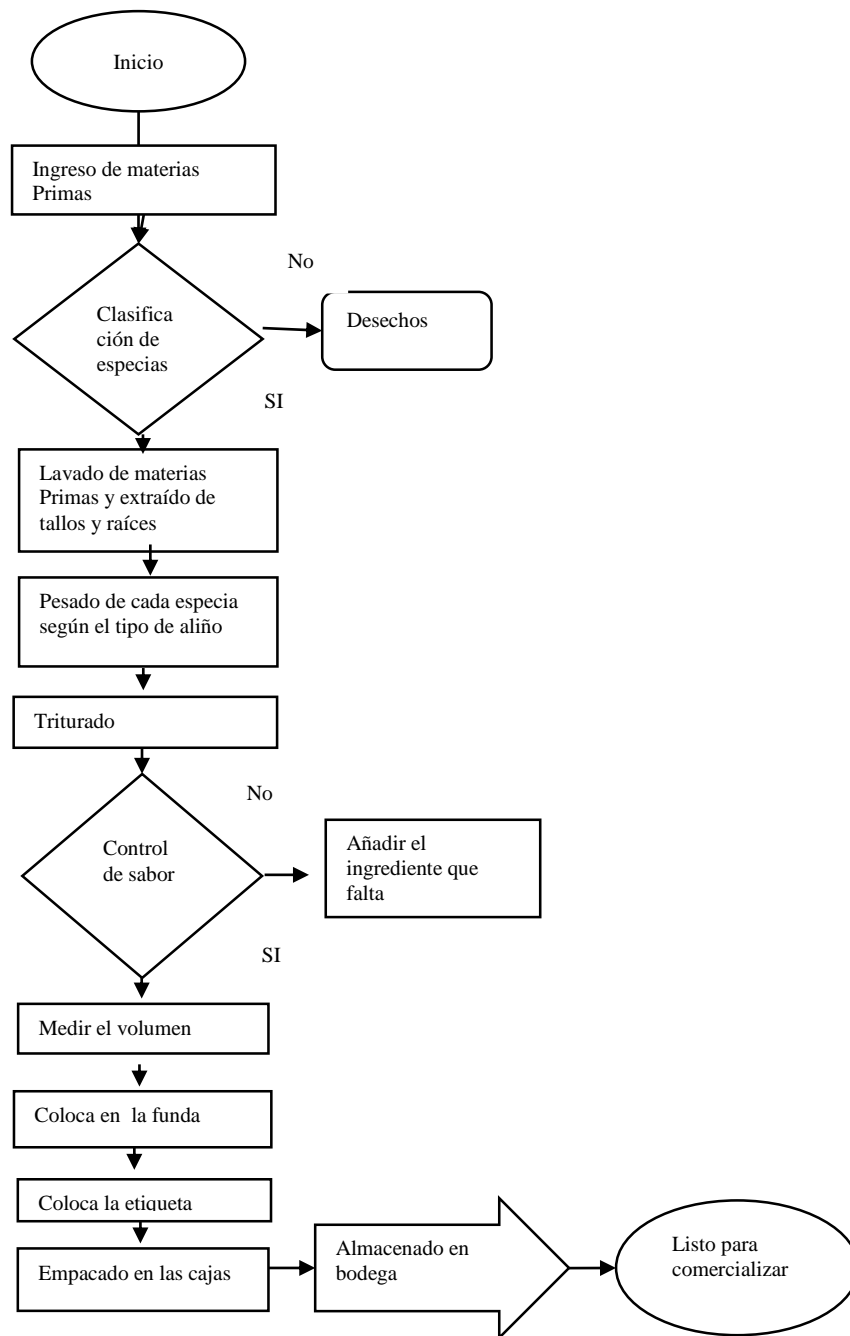 Inicio
Ingreso de materias
Primas
No
Clasifica
ción de
especias
Desechos
SI
Lavado de materias
Primas y extraído de
tallos y raíces
Pesado de cada especia
según el tipo de aliño
Triturado
No
Control
de sabor
Añadir el
ingrediente que
falta
SI
Medir el volumen
Coloca en la funda
Coloca la etiqueta
Empacado en las cajas
Almacenado en
bodega
Listo para
comercializar